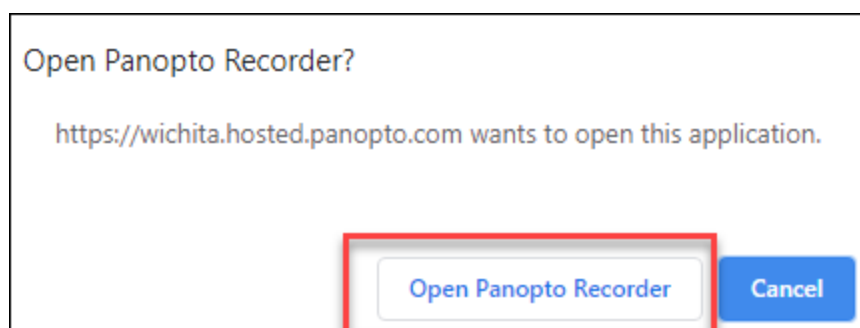 Open Panopto Recorder?
https://wichita.hosted.panopto.com wants to open this application.
Open Panopto Recorder
Cancel